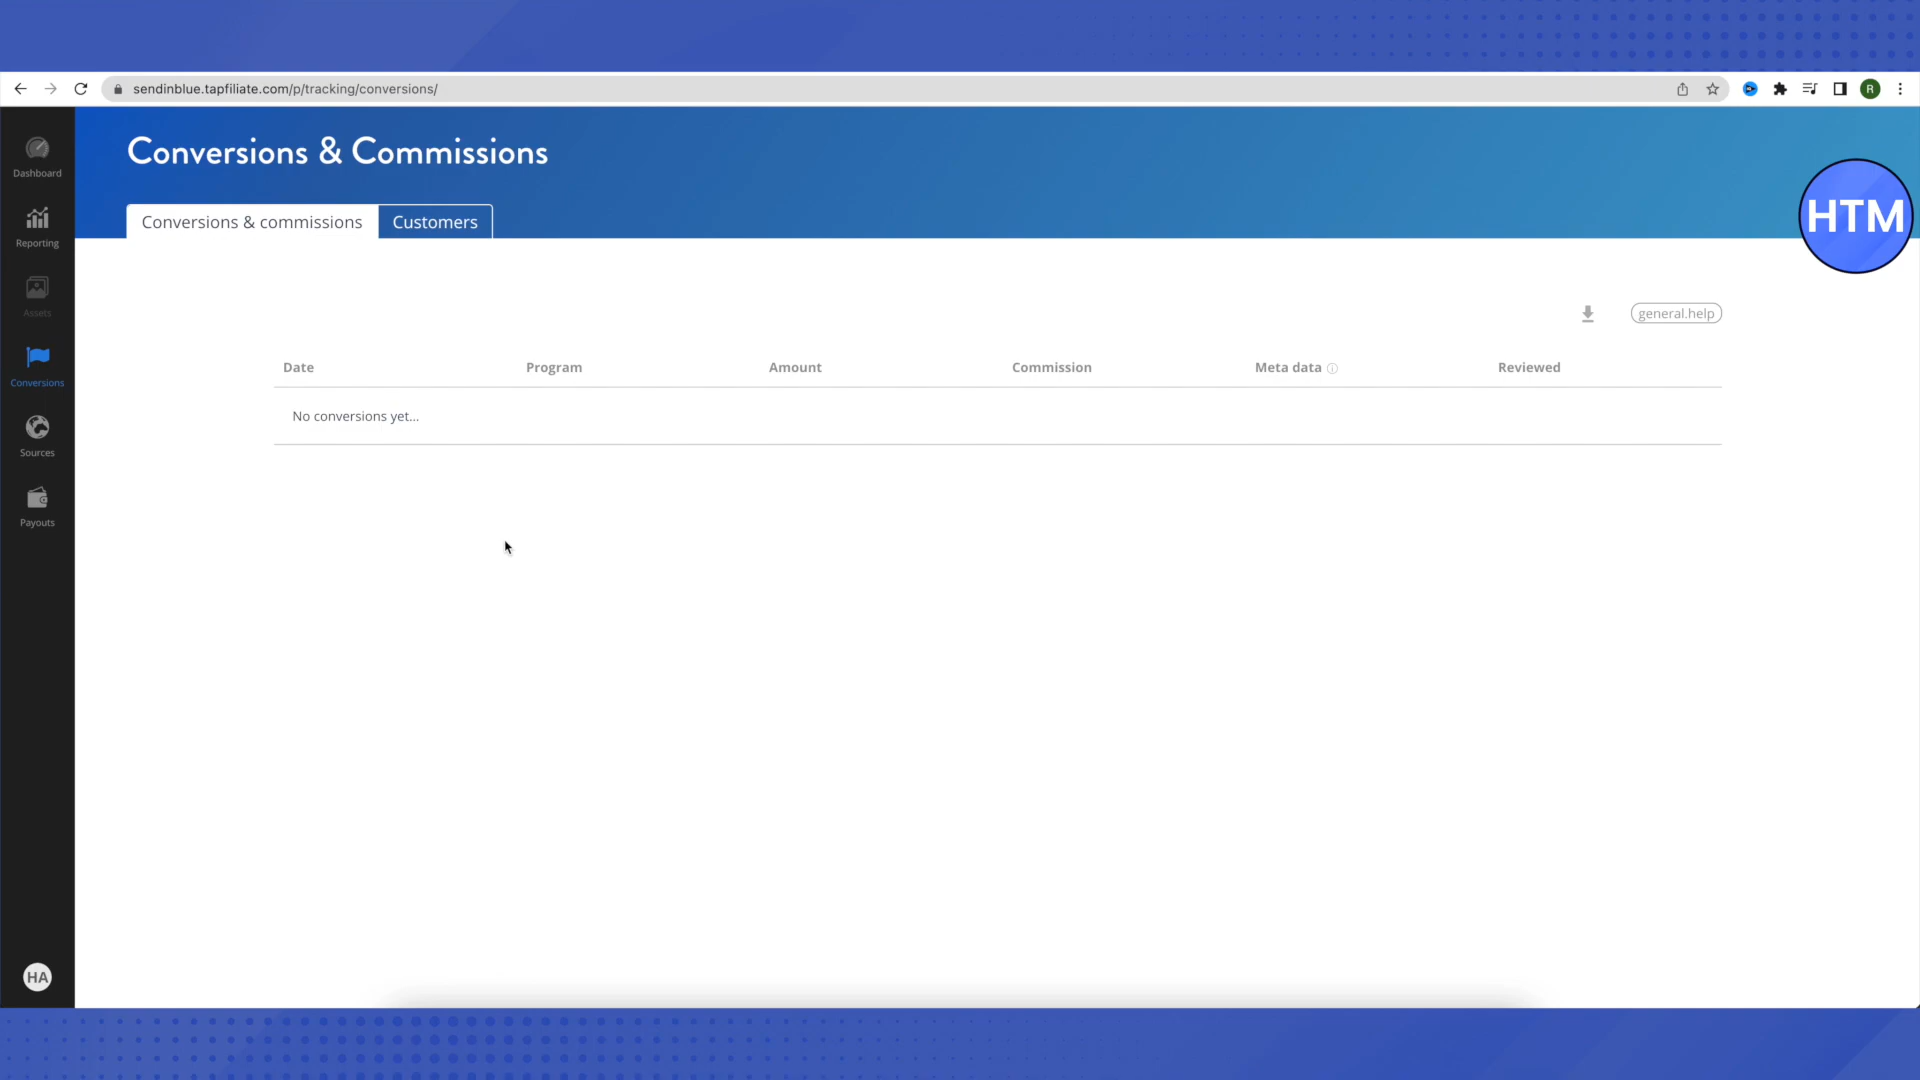 sendinblue.tapfiliate.com/p/tracking/conversions/
R
Conversions & Commissions
HTM
Conversions & commissions
Customers
Dashboard
Reporting
Assets
Conversions
Sources
Payouts
HA
general.help
Date Program Amount Commission Meta data Reviewed
No conversions yet...